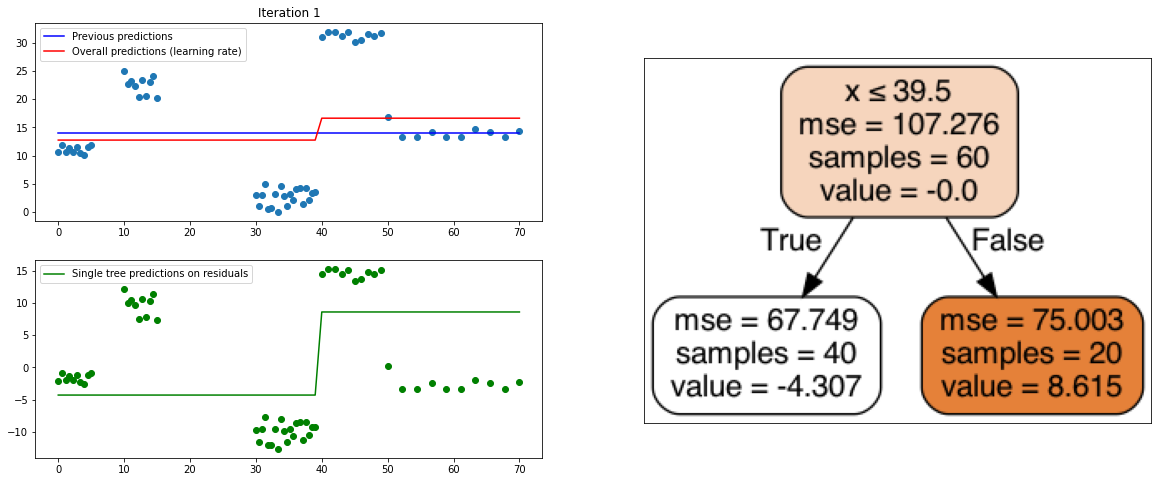 Iteration 1
Previous predictions
Overall predictions (learning rate)
30
25
20
15
10
5
0
0 10 20 30 40 50 60 70
Single tree predictions on residuals
15
10
5
0
−5
−10
0 10 20 30 40 50 60 70
x ≤ 39.5
mse = 107.276
samples = 60
value = -0.0
True
False
mse = 67.749
samples = 40
value = -4.307
mse = 75.003
samples = 20
value = 8.615